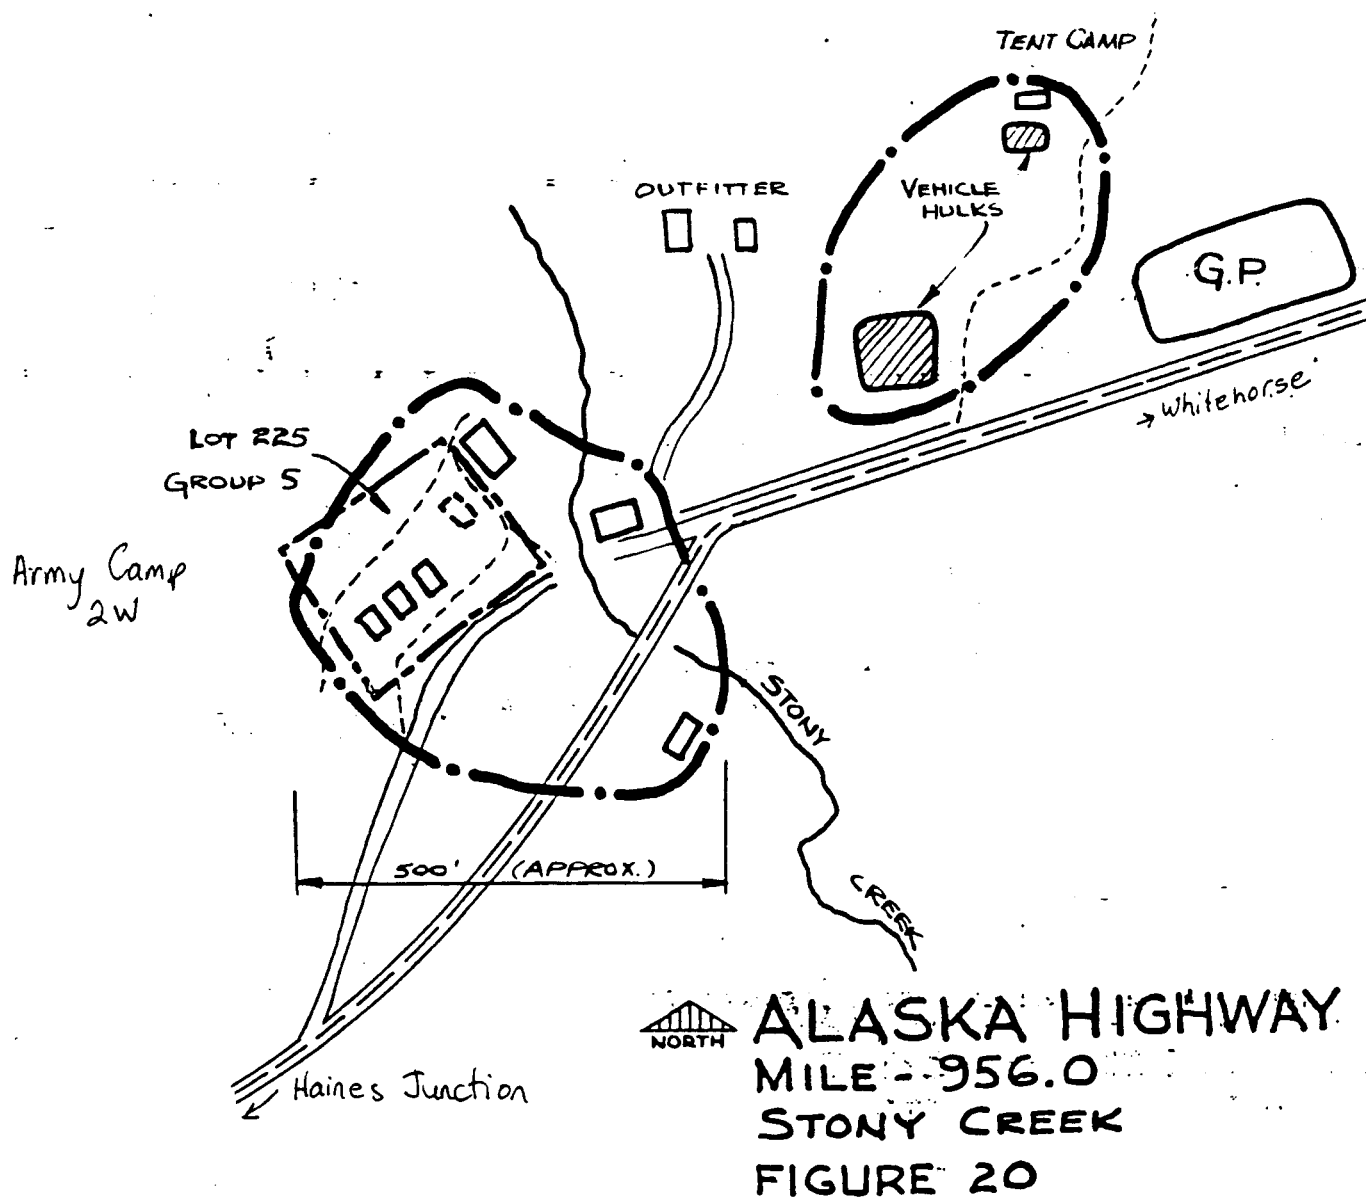 TENT CAMP
OUTFITTER
VEHICLE
HULKS
G.P.
→ Whitehorse
LOT 225
GROUP 5
Army Camp
2W
STONY
CREEK
500' (APPROX.)
NORTH
ALASKA HIGHWAY
MILE - 956.0
Haines Junction
STONY CREEK
FIGURE 20